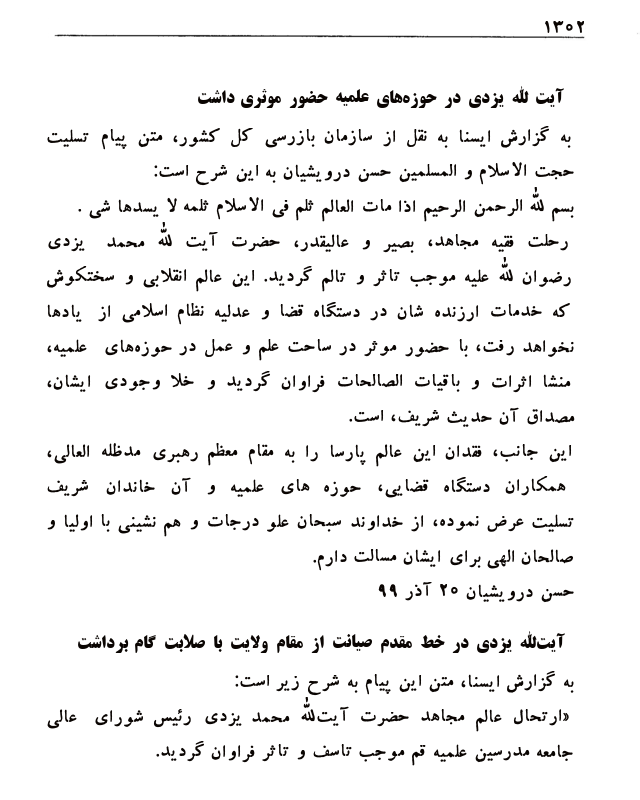 ۱۳۰۲
آیت لله یزدی در حوزه‌های علمیه حضور موثری داشت
به گزارش ایسنا به نقل از سازمان بازرسی کل کشور، متن پیام تسلیت
حجت الاسلام و المسلمین حسن درویشیان به این شرح است:
بسم لله الرحمن الرحیم اذا مات العالم ثلم فی الاسلام ثلمه لا یسدها شی .
رحلت فقیه مجاهد، بصیر و عالیقدر، حضرت آیت لله محمد یزدی
رضوان لله علیه موجب تاثر و تالم گردید. این عالم انقلابی و سختکوش
که خدمات ارزنده شان در دستگاه قضا و عدلیه نظام اسلامی از یادها
نخواهد رفت، با حضور موثر در ساحت علم و عمل در حوزه‌های علمیه،
منشا اثرات و باقیات الصالحات فراوان گردید و خلا وجودی ایشان،
مصداق آن حدیث شریف، است.
این جانب، فقدان این عالم پارسا را به مقام معظم رهبری مدظله العالی،
همکاران دستگاه قضایی، حوزه های علمیه و آن خاندان شریف
تسلیت عرض نموده، از خداوند سبحان علو درجات و هم نشینی با اولیا و
صالحان الهی برای ایشان مسالت دارم.
حسن درویشیان ۲۰ آذر ۹۹
آیت‌لله یزدی در خط مقدم صیانت از مقام ولایت با صلابت گام برداشت
به گزارش ایسنا، متن این پیام به شرح زیر است:
«ارتحال عالم مجاهد حضرت آیت‌لله محمد یزدی رئیس شورای عالی
جامعه مدرسین علمیه قم موجب تاسف و تاثر فراوان گردید.